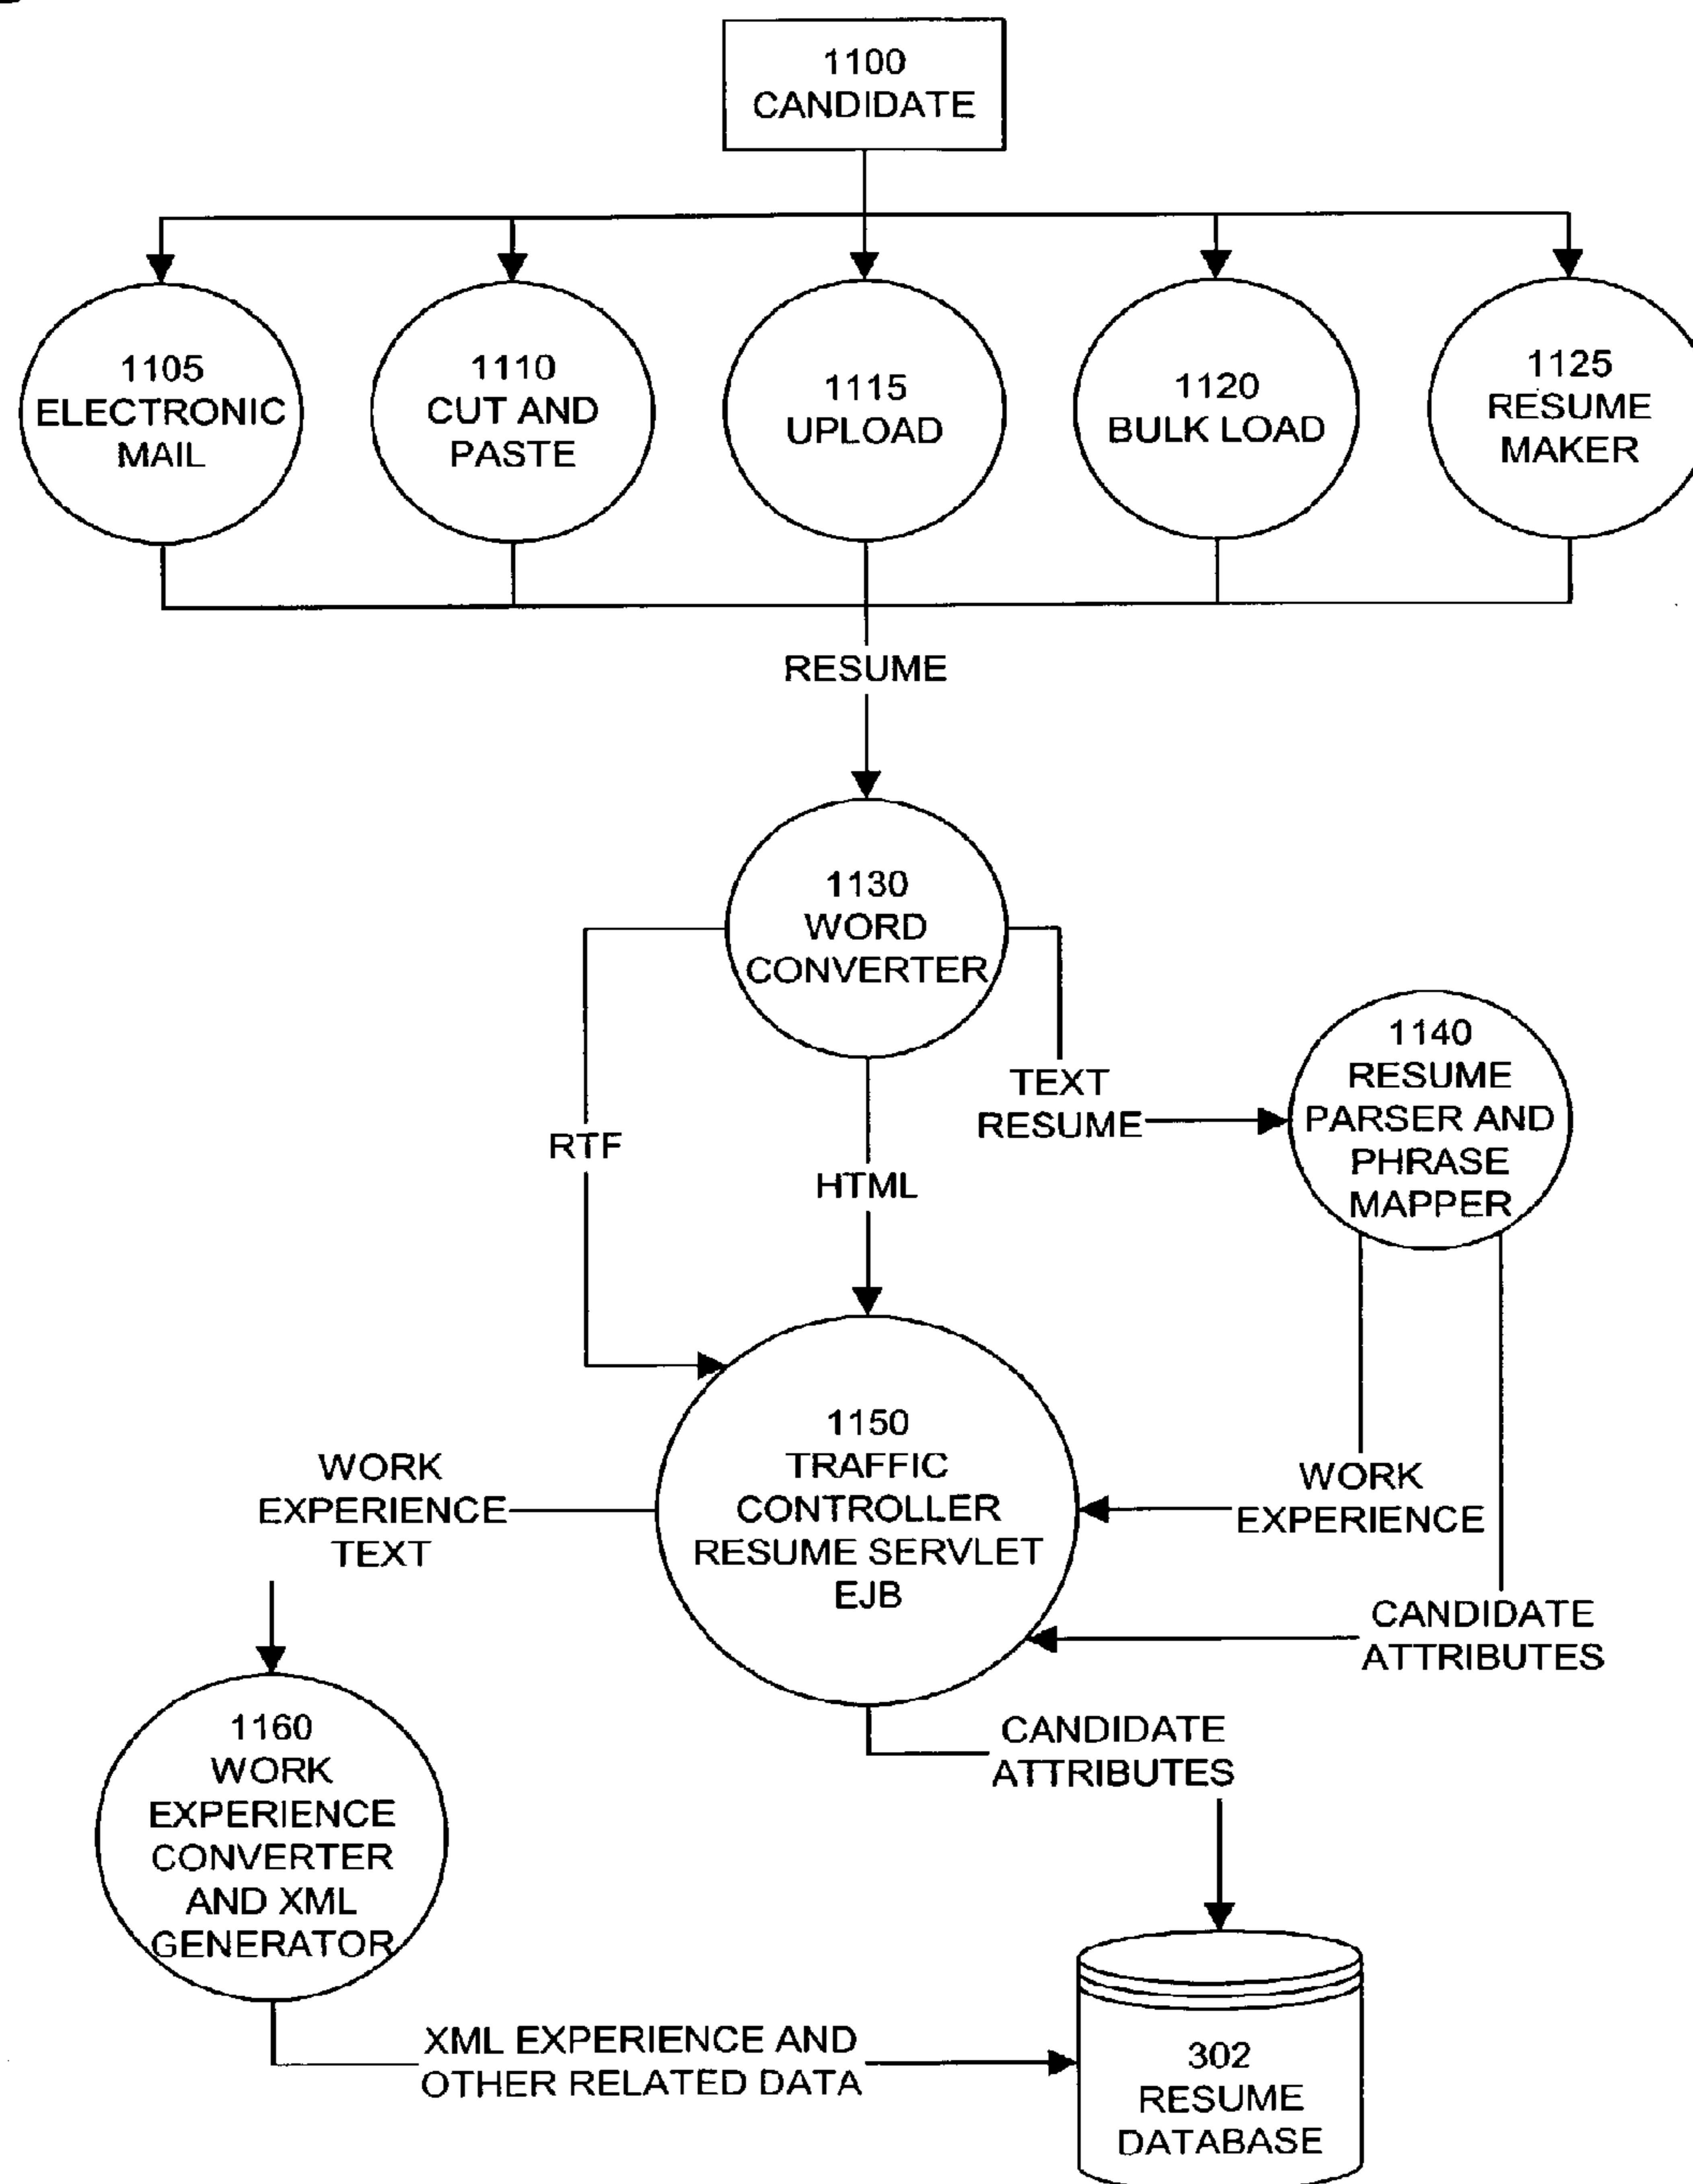 1100
CANDIDATE
1105
ELECTRONIC
MAIL
1110
CUT AND
PASTE
1115
UPLOAD
1120
BULK LOAD
1125
RESUME
MAKER
RESUME
1130
WORD
CONVERTER
RTF
HTML
TEXT
RESUME
1140
RESUME
PARSER AND
PHRASE
MAPPER
1150
TRAFFIC
CONTROLLER
RESUME SERVLET
EJB
WORK
EXPERIENCE
TEXT
WORK
EXPERIENCE
CANDIDATE
ATTRIBUTES
CANDIDATE
ATTRIBUTES
1160
WORK
EXPERIENCE
CONVERTER
AND XML
GENERATOR
XML EXPERIENCE AND
OTHER RELATED DATA
302
RESUME
DATABASE